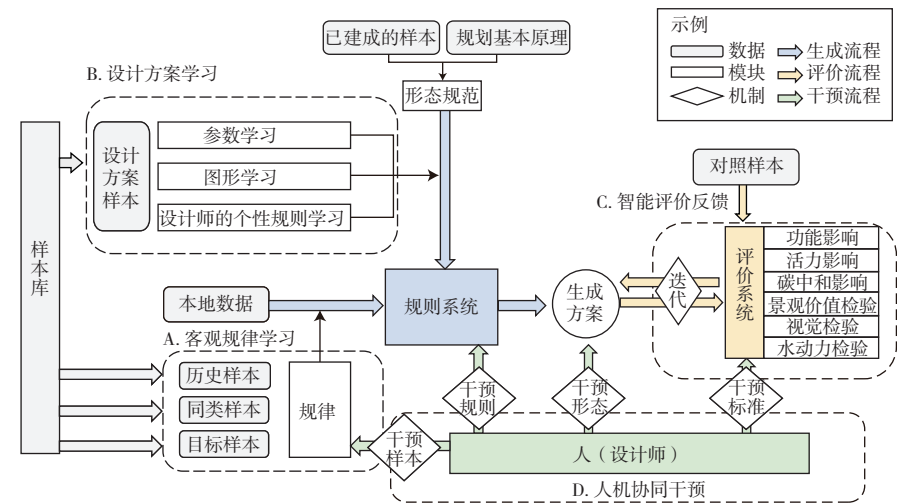 已建成的样本
规划基本原理
形态规范
示例
数据
生成流程
模块
评价流程
机制
干预流程
B. 设计方案学习
设计
方案
样本
参数学习
图形学习
设计师的个性规则学习
样本库
对照样本
C. 智能评价反馈
评价系统
功能影响
活力影响
碳中和影响
景观价值检验
视觉检验
水动力检验
本地数据
规则系统
生成
方案
迭代
A. 客观规律学习
历史样本
同类样本
目标样本
规律
干预
规则
干预
形态
干预
标准
干预
样本
人（设计师）
D. 人机协同干预